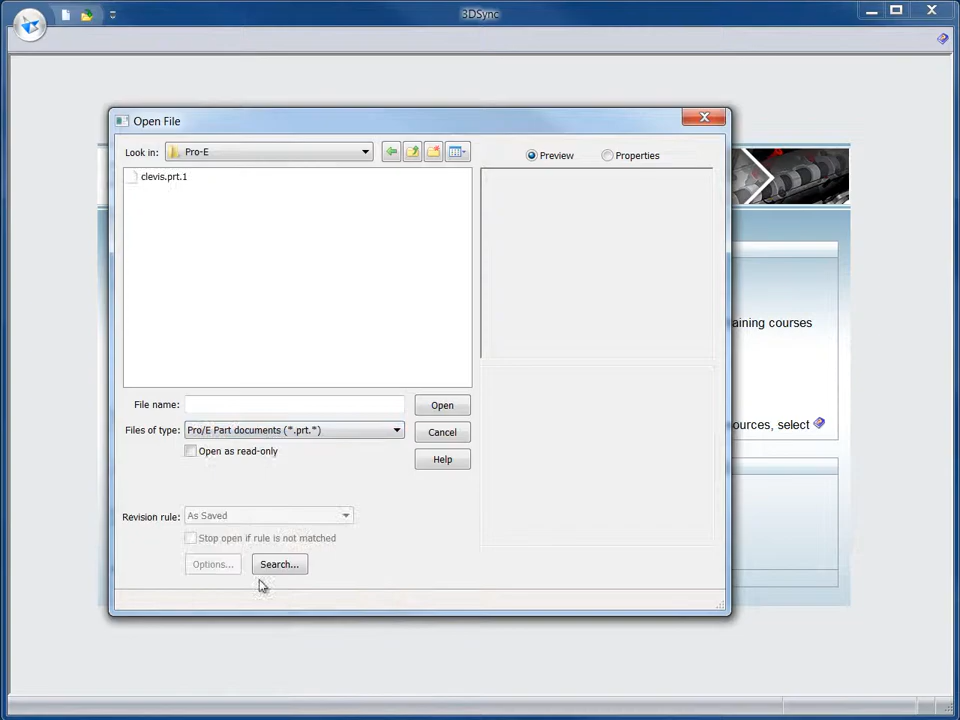 3DSync
Open File
Look in: Pro-E
Preview
Properties
clevis.prt.1
aining courses
File name:
Open
ources, select
Files of type: Pro/E Part documents (*.prt.*)
Cancel
Open as read-only
Help
Revision rule: As Saved
Stop open if rule is not matched
Options...
Search...